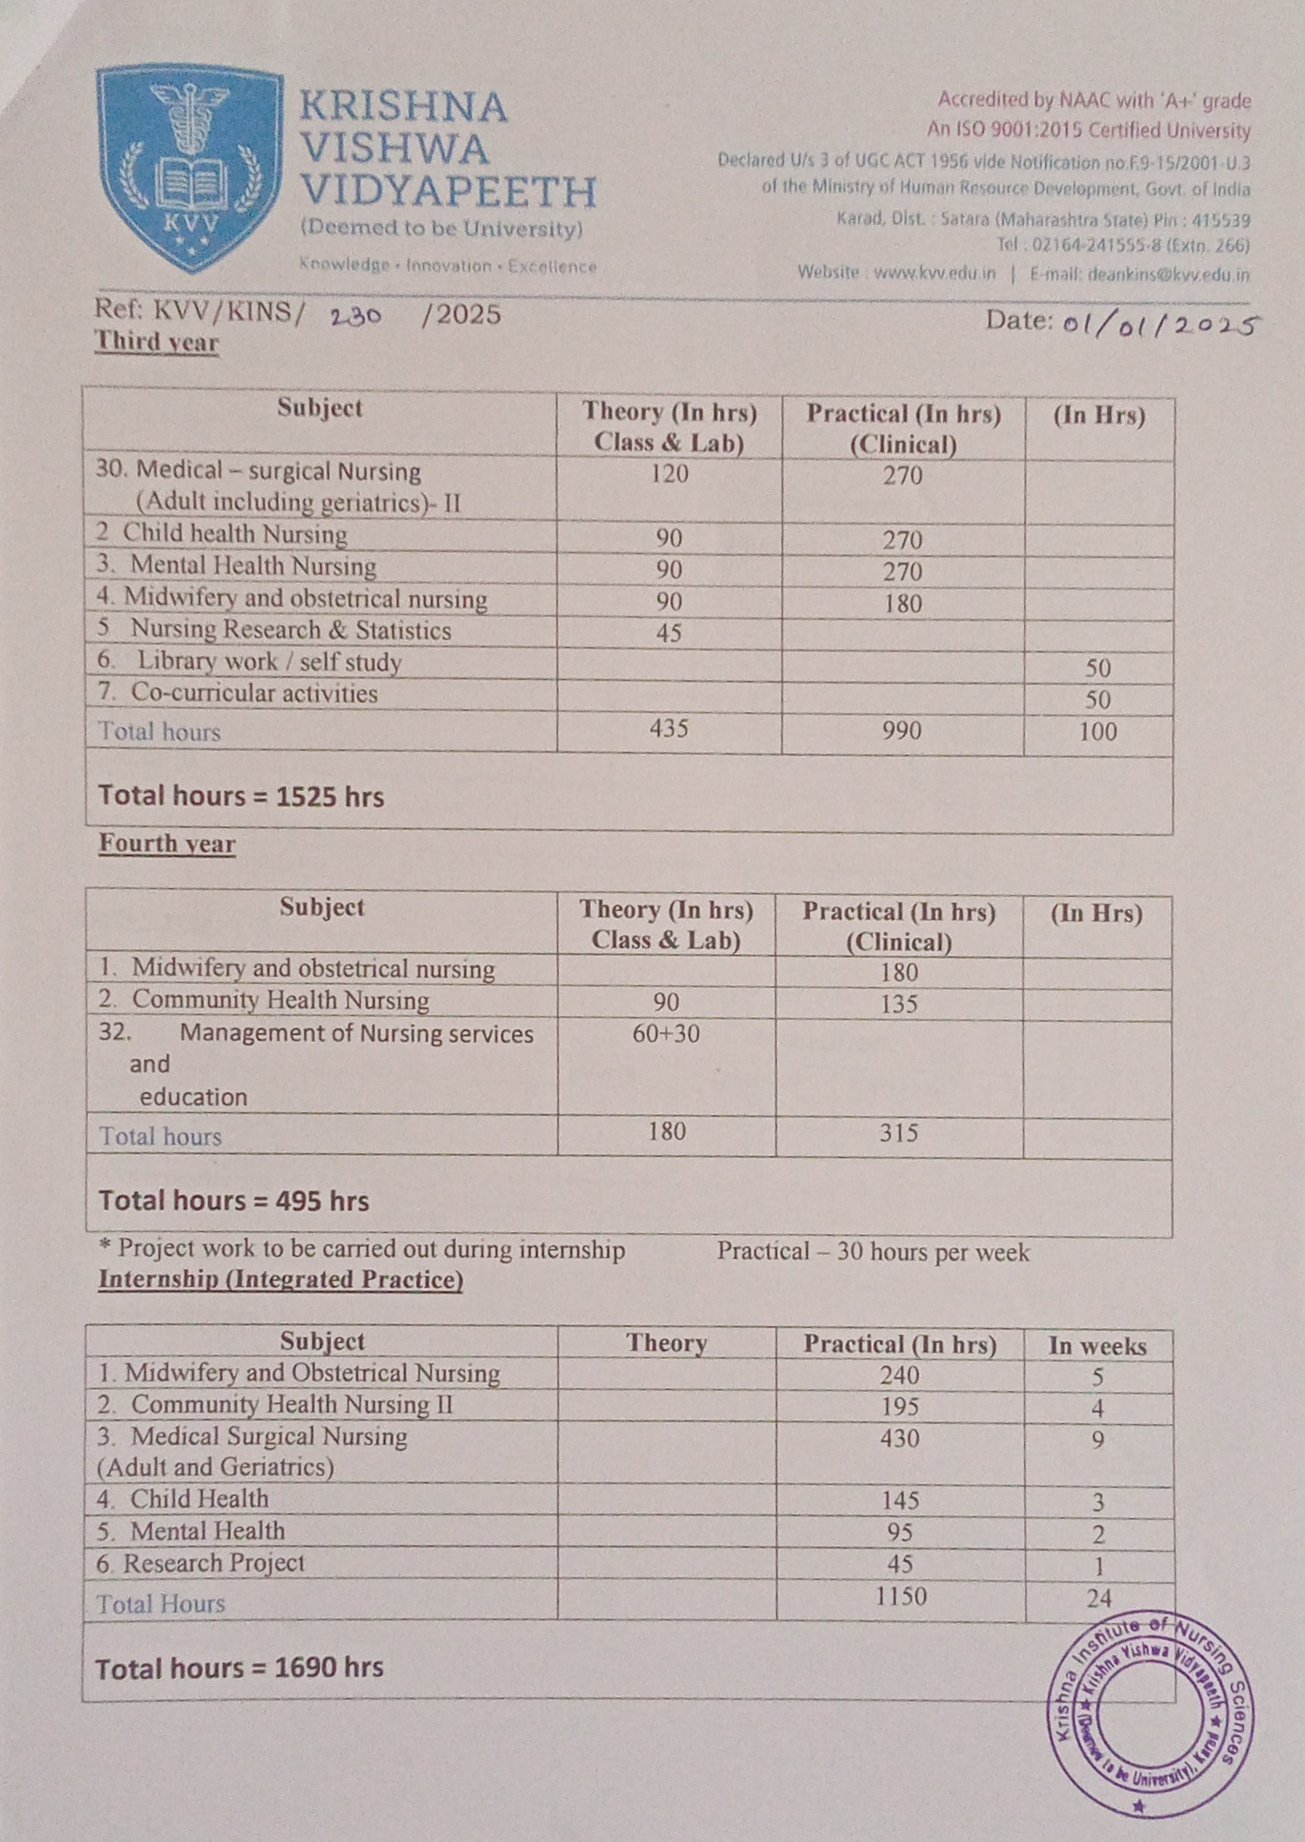 KRISHNA
VISHWA
VIDYAPEETH
(Deemed to be University)
Knowledge • Innovation • Excellence
KVV
Accredited by NAAC with 'A+' grade
An ISO 9001:2015 Certified University
Declared U/s 3 of UGC ACT 1956 vide Notification no.F.9-15/2001-U.3
of the Ministry of Human Resource Development, Govt. of India
Karad, Dist. : Satara (Maharashtra State) Pin : 415539
Tel : 02164-241555-8 (Extn. 266)
Website : www.kvv.edu.in | E-mail: deankins@kvv.edu.in
Ref: KVV/KINS/ 230 /2025 Date: 01/01/2025
Third year
Subject Theory (In hrs) Practical (In hrs) (In Hrs)
Class & Lab) (Clinical)
30. Medical – surgical Nursing 120 270
(Adult including geriatrics)- II
2 Child health Nursing 90 270
3. Mental Health Nursing 90 270
4. Midwifery and obstetrical nursing 90 180
5 Nursing Research & Statistics 45
6. Library work / self study 50
7. Co-curricular activities 50
Total hours 435 990 100
Total hours = 1525 hrs
Fourth year
Subject Theory (In hrs) Practical (In hrs) (In Hrs)
Class & Lab) (Clinical)
1. Midwifery and obstetrical nursing 180
2. Community Health Nursing 90 135
32. Management of Nursing services 60+30
and
education
Total hours 180 315
Total hours = 495 hrs
* Project work to be carried out during internship Practical – 30 hours per week
Internship (Integrated Practice)
Subject Theory Practical (In hrs) In weeks
1. Midwifery and Obstetrical Nursing 240 5
2. Community Health Nursing II 195 4
3. Medical Surgical Nursing 430 9
(Adult and Geriatrics)
4. Child Health 145 3
5. Mental Health 95 2
6. Research Project 45 1
Total Hours 1150 24
Total hours = 1690 hrs
Krishna Institute of Nursing Sciences
Krishna Vishwa Vidyapeeth
(Deemed to be University), Karad